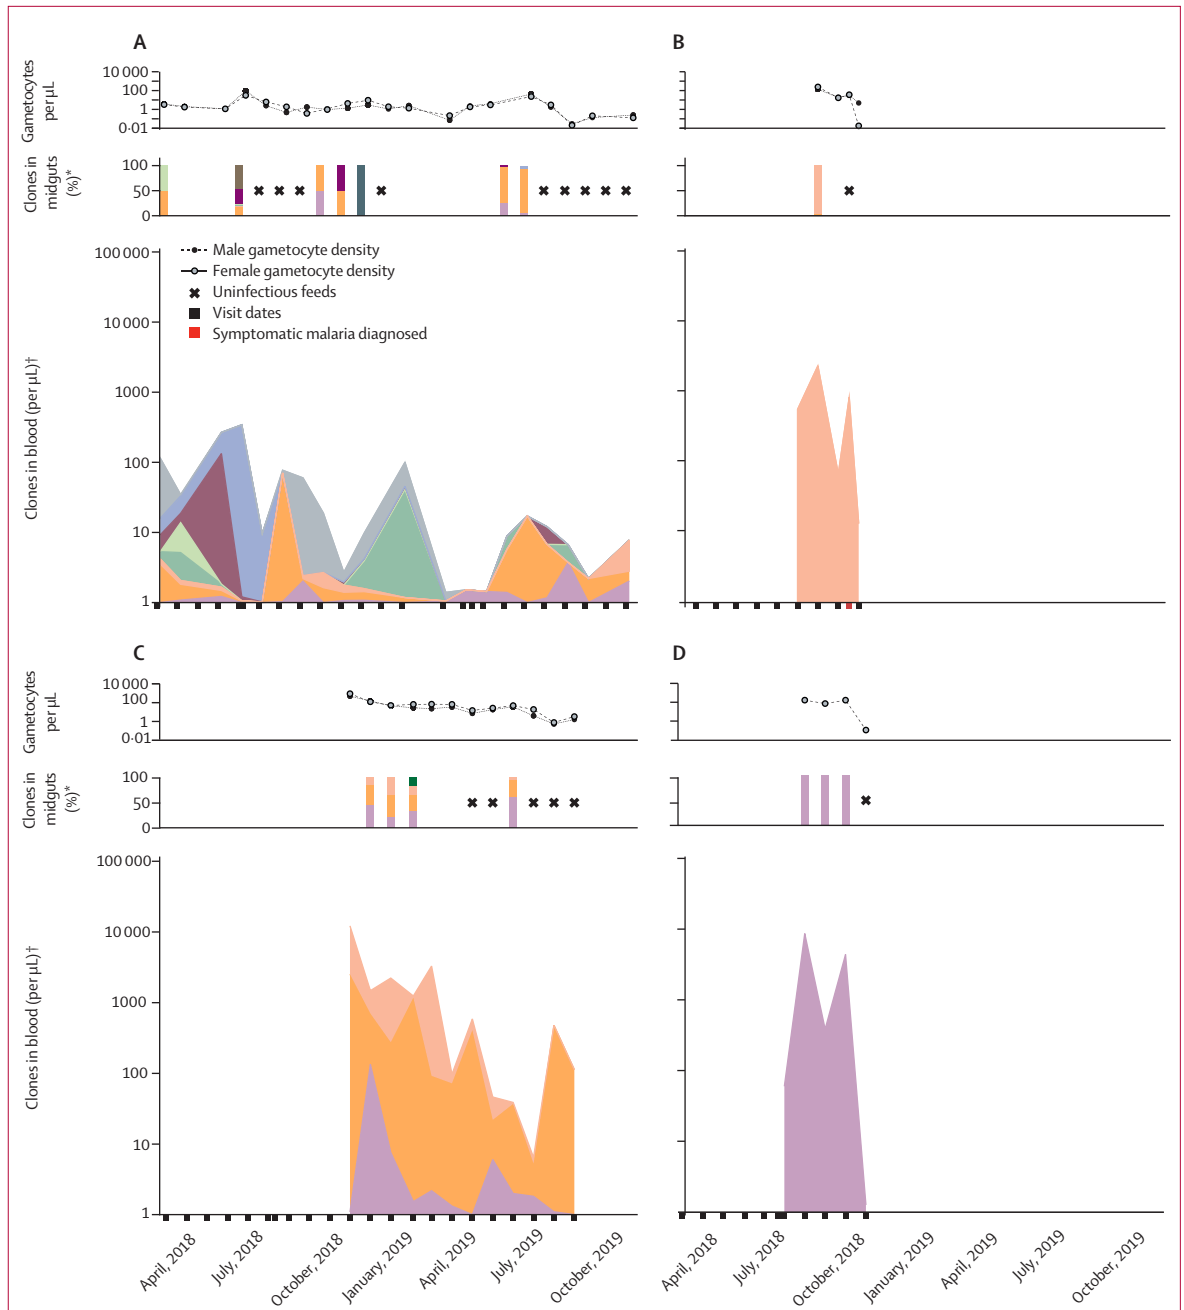 A
B
Gametocytes
per µL
10 000
100
1
0·01
Clones in
midguts
(%)*
100
50
0
Male gametocyte density
Female gametocyte density
Uninfectious feeds
Visit dates
Symptomatic malaria diagnosed
Clones in blood (per µL)†
100 000
10 000
1000
100
10
1
C
D
Gametocytes
per µL
10 000
100
1
0·01
Clones in
midguts
(%)*
100
50
0
Clones in blood (per µL)†
100 000
10 000
1000
100
10
1
April, 2018
July, 2018
October, 2018
January, 2019
April, 2019
July, 2019
October, 2019
April, 2018
July, 2018
October, 2018
January, 2019
April, 2019
July, 2019
October, 2019